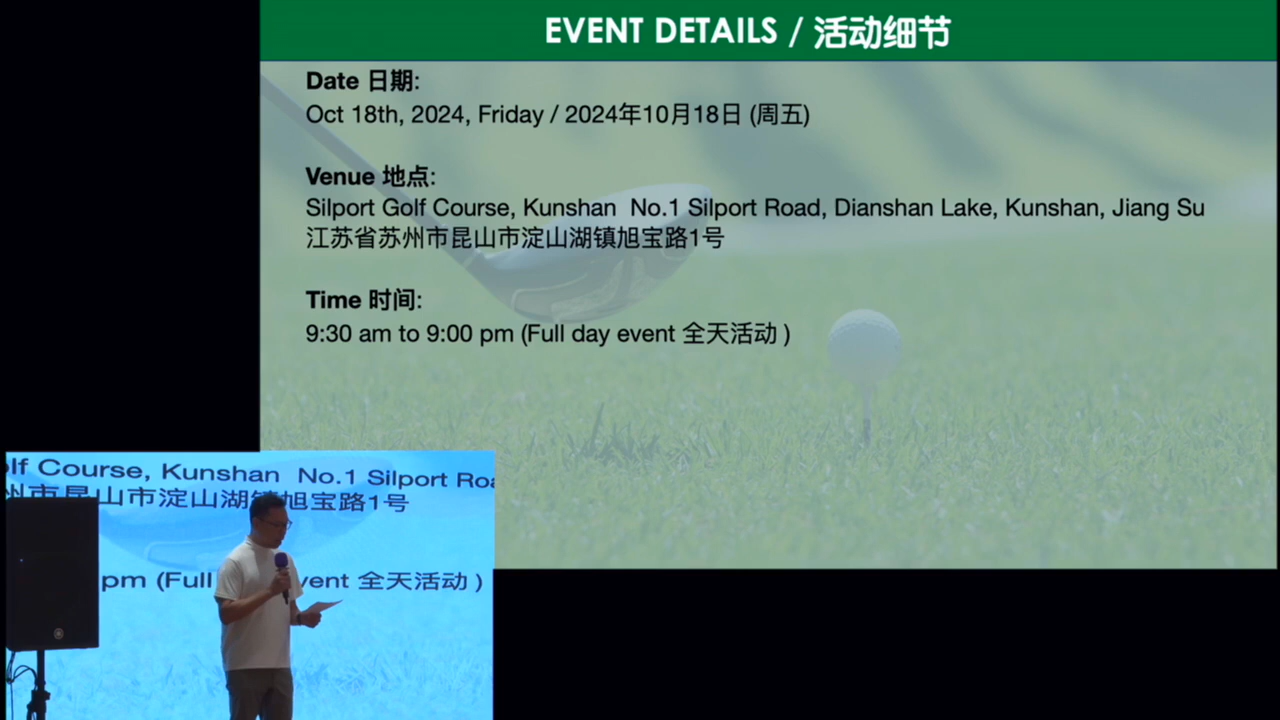 EVENT DETAILS / 活动细节
Date 日期:
Oct 18th, 2024, Friday / 2024年10月18日 (周五)
Venue 地点:
Silport Golf Course, Kunshan No.1 Silport Road, Dianshan Lake, Kunshan, Jiang Su
江苏省苏州市昆山市淀山湖镇旭宝路1号
Time 时间:
9:30 am to 9:00 pm (Full day event 全天活动 )
lf Course, Kunshan No.1 Silport Roa
州市昆山市淀山湖镇旭宝路1号
pm (Full vent 全天活动 )